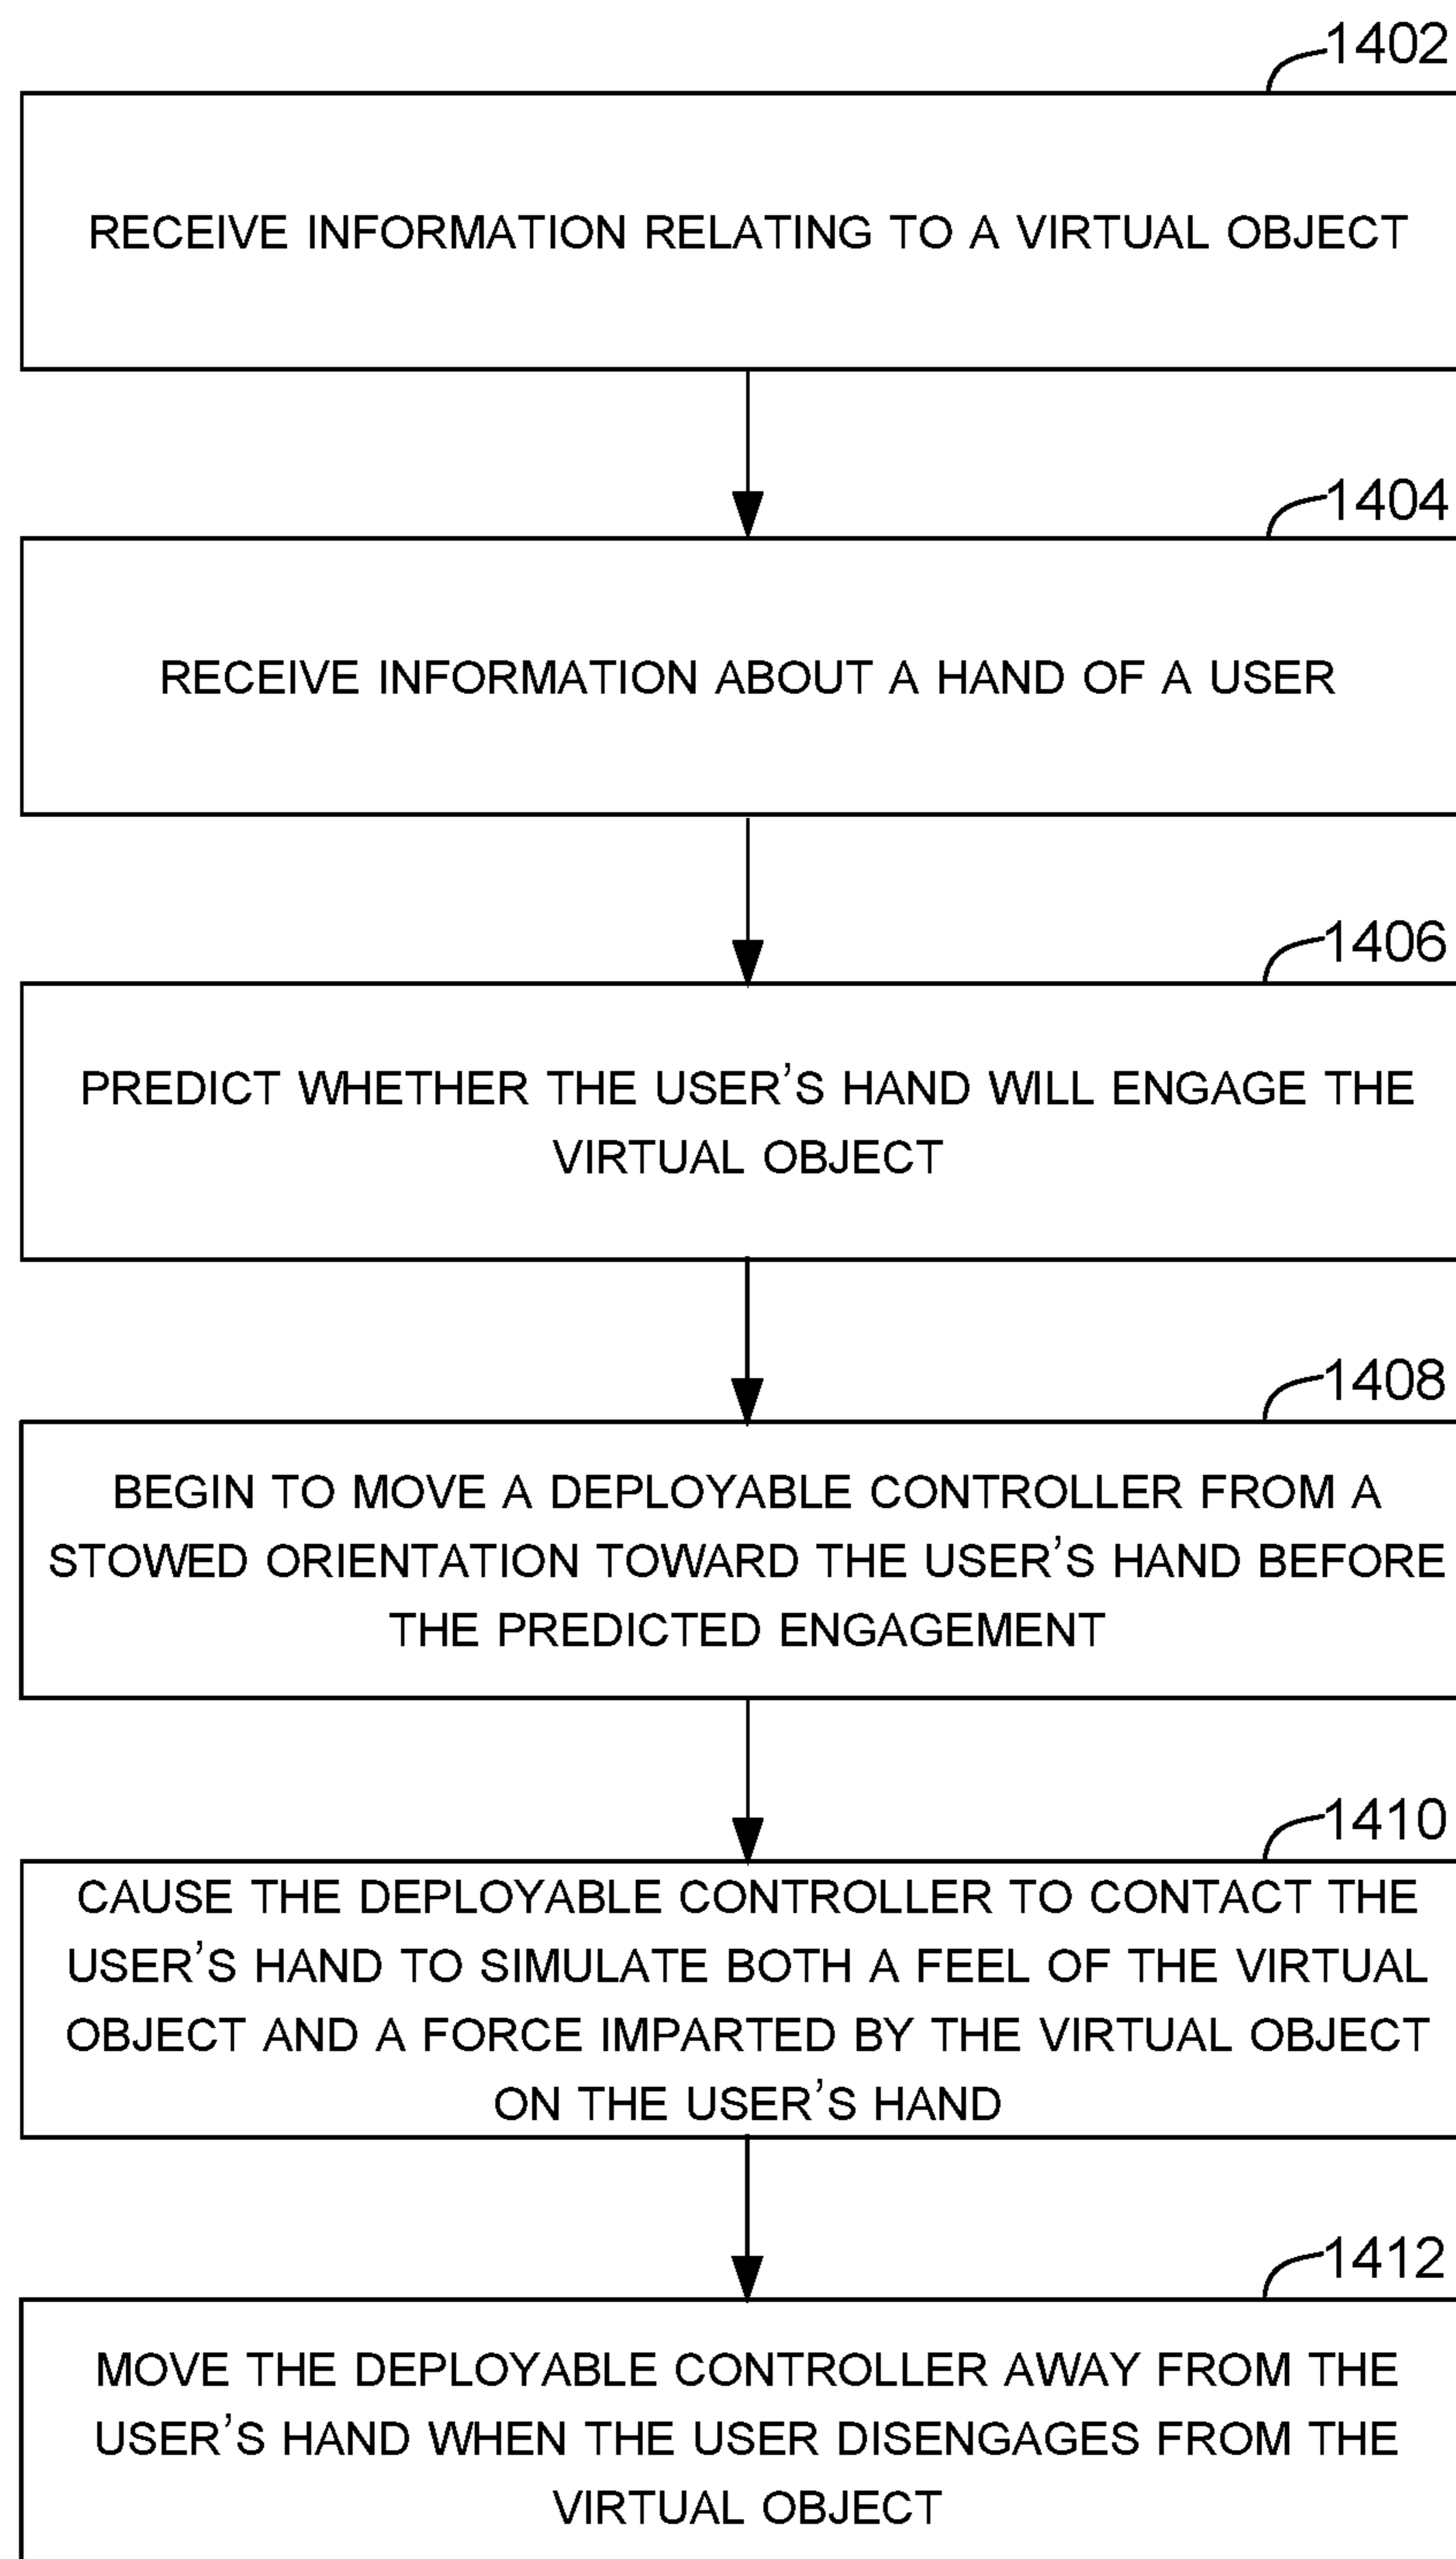 1402
RECEIVE INFORMATION RELATING TO A VIRTUAL OBJECT
1404
RECEIVE INFORMATION ABOUT A HAND OF A USER
1406
PREDICT WHETHER THE USER’S HAND WILL ENGAGE THE
VIRTUAL OBJECT
1408
BEGIN TO MOVE A DEPLOYABLE CONTROLLER FROM A
STOWED ORIENTATION TOWARD THE USER’S HAND BEFORE
THE PREDICTED ENGAGEMENT
1410
CAUSE THE DEPLOYABLE CONTROLLER TO CONTACT THE
USER’S HAND TO SIMULATE BOTH A FEEL OF THE VIRTUAL
OBJECT AND A FORCE IMPARTED BY THE VIRTUAL OBJECT
ON THE USER’S HAND
1412
MOVE THE DEPLOYABLE CONTROLLER AWAY FROM THE
USER’S HAND WHEN THE USER DISENGAGES FROM THE
VIRTUAL OBJECT